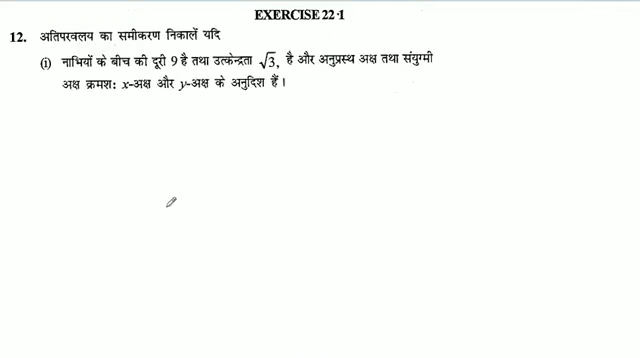 EXERCISE 22·1
12. अतिपरवलय का समीकरण निकालें यदि
(i) नाभियों के बीच की दूरी 9 है तथा उत्केन्द्रता √3, है और अनुप्रस्थ अक्ष तथा संयुग्मी
अक्ष क्रमश: x-अक्ष और y-अक्ष के अनुदिश हैं।